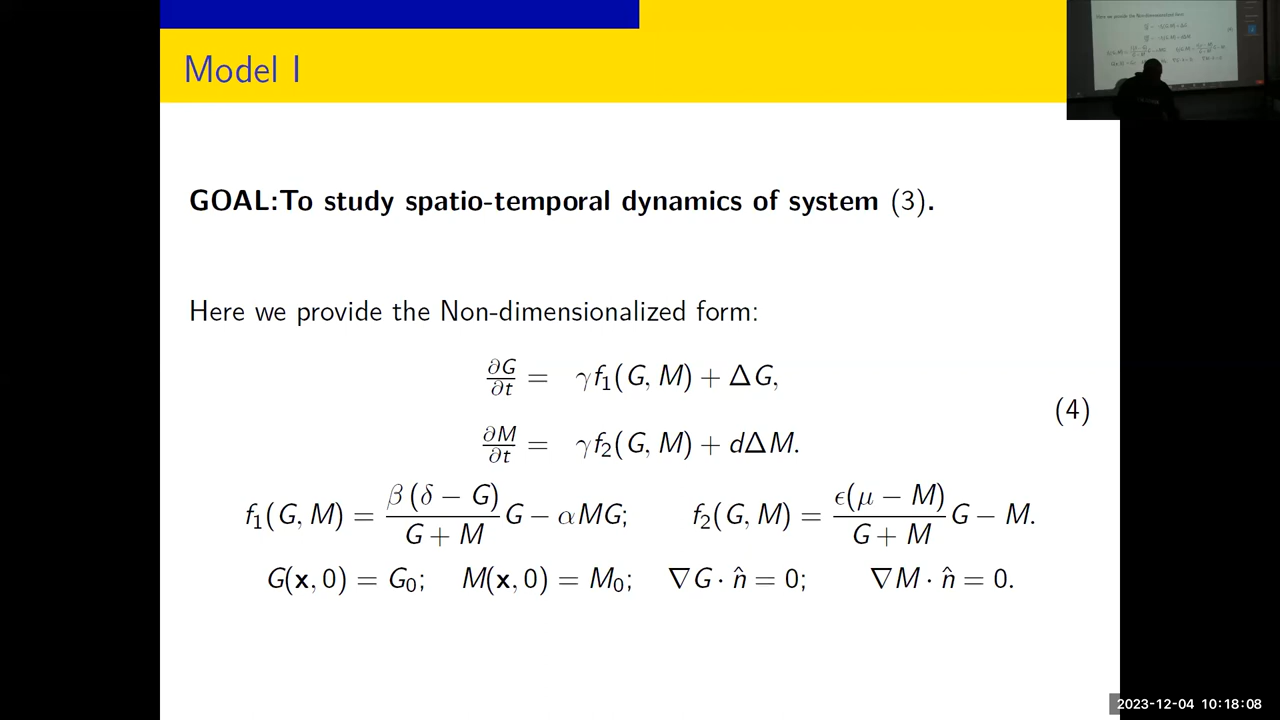 Model I
GOAL:To study spatio-temporal dynamics of system (3).
Here we provide the Non-dimensionalized form:
∂G/∂t = γf₁(G, M) + ΔG,
(4)
∂M/∂t = γf₂(G, M) + dΔM.
f₁(G, M) = β (δ − G)/(G + M) G − αMG; f₂(G, M) = ϵ(μ − M)/(G + M) G − M.
G(x, 0) = G₀; M(x, 0) = M₀; ∇G · n̂ = 0; ∇M · n̂ = 0.
2023-12-04 10:18:08